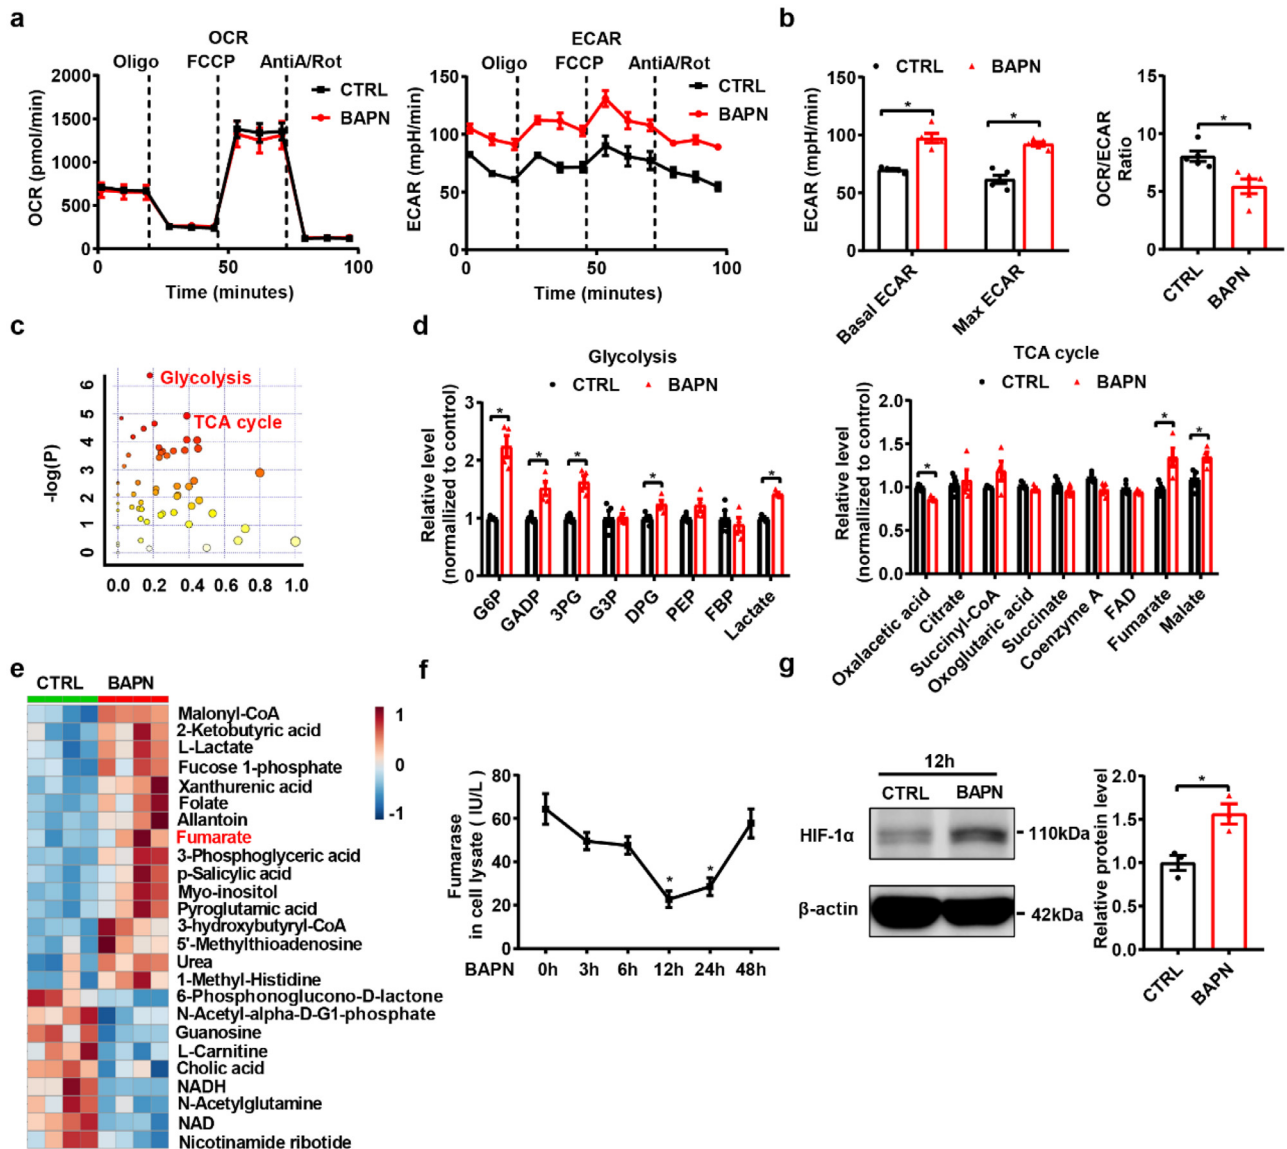 a
OCR
Oligo FCCP AntiA/Rot
CTRL
BAPN
OCR (pmol/min)
2000
1500
1000
500
0
0 50 100
Time (minutes)
ECAR
Oligo FCCP AntiA/Rot
CTRL
BAPN
ECAR (mpH/min)
150
100
50
0
0 50 100
Time (minutes)
b
CTRL BAPN
ECAR (mpH/min)
150
100
50
0
* *
Basal ECAR
Max ECAR
OCR/ECAR
Ratio
15
10
5
0
*
CTRL
BAPN
c
Glycolysis
TCA cycle
-log(P)
6
5
4
3
2
1
0
0.0 0.2 0.4 0.6 0.8 1.0
d
Glycolysis
CTRL BAPN
Relative level
(normallized to control)
3
2
1
0
* * * * *
G6P
GADP
3PG
G3P
DPG
PEP
FBP
Lactate
TCA cycle
CTRL BAPN
Relative level
(normallized to control)
2.0
1.5
1.0
0.5
0.0
* * *
Oxalacetic acid
Citrate
Succinyl-CoA
Oxoglutaric acid
Succinate
Coenzyme A
FAD
Fumarate
Malate
e
CTRL BAPN
Malonyl-CoA
2-Ketobutyric acid
L-Lactate
Fucose 1-phosphate
Xanthurenic acid
Folate
Allantoin
Fumarate
3-Phosphoglyceric acid
p-Salicylic acid
Myo-inositol
Pyroglutamic acid
3-hydroxybutyryl-CoA
5'-Methylthioadenosine
Urea
1-Methyl-Histidine
6-Phosphonoglucono-D-lactone
N-Acetyl-alpha-D-G1-phosphate
Guanosine
L-Carnitine
Cholic acid
NADH
N-Acetylglutamine
NAD
Nicotinamide ribotide
1
0
-1
f
Fumarase
in cell lysate ( IU/L )
80
60
40
20
0
* *
BAPN 0h 3h 6h 12h 24h 48h
g
12h
CTRL BAPN
HIF-1α
110kDa
β-actin
42kDa
Relative protein level
2.0
1.5
1.0
0.5
0.0
*
CTRL
BAPN